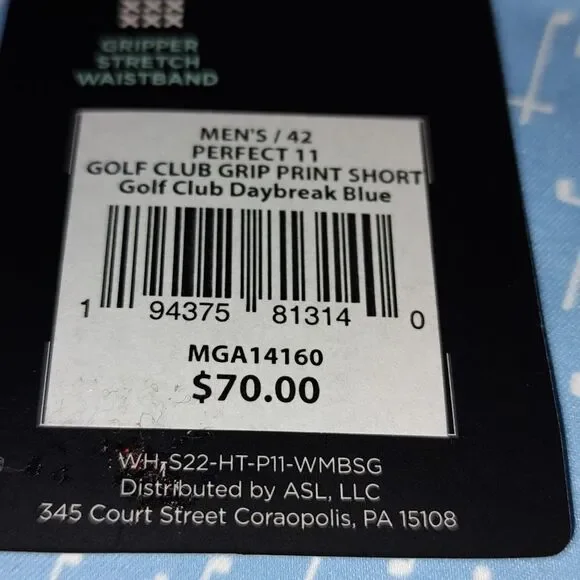 GRIPPER
STRETCH
WAISTBAND
MEN'S / 42
PERFECT 11
GOLF CLUB GRIP PRINT SHORT
Golf Club Daybreak Blue
1 94375 81314 0
MGA14160
$70.00
WH-S22-HT-P11-WMBSG
Distributed by ASL, LLC
345 Court Street Coraopolis, PA 15108